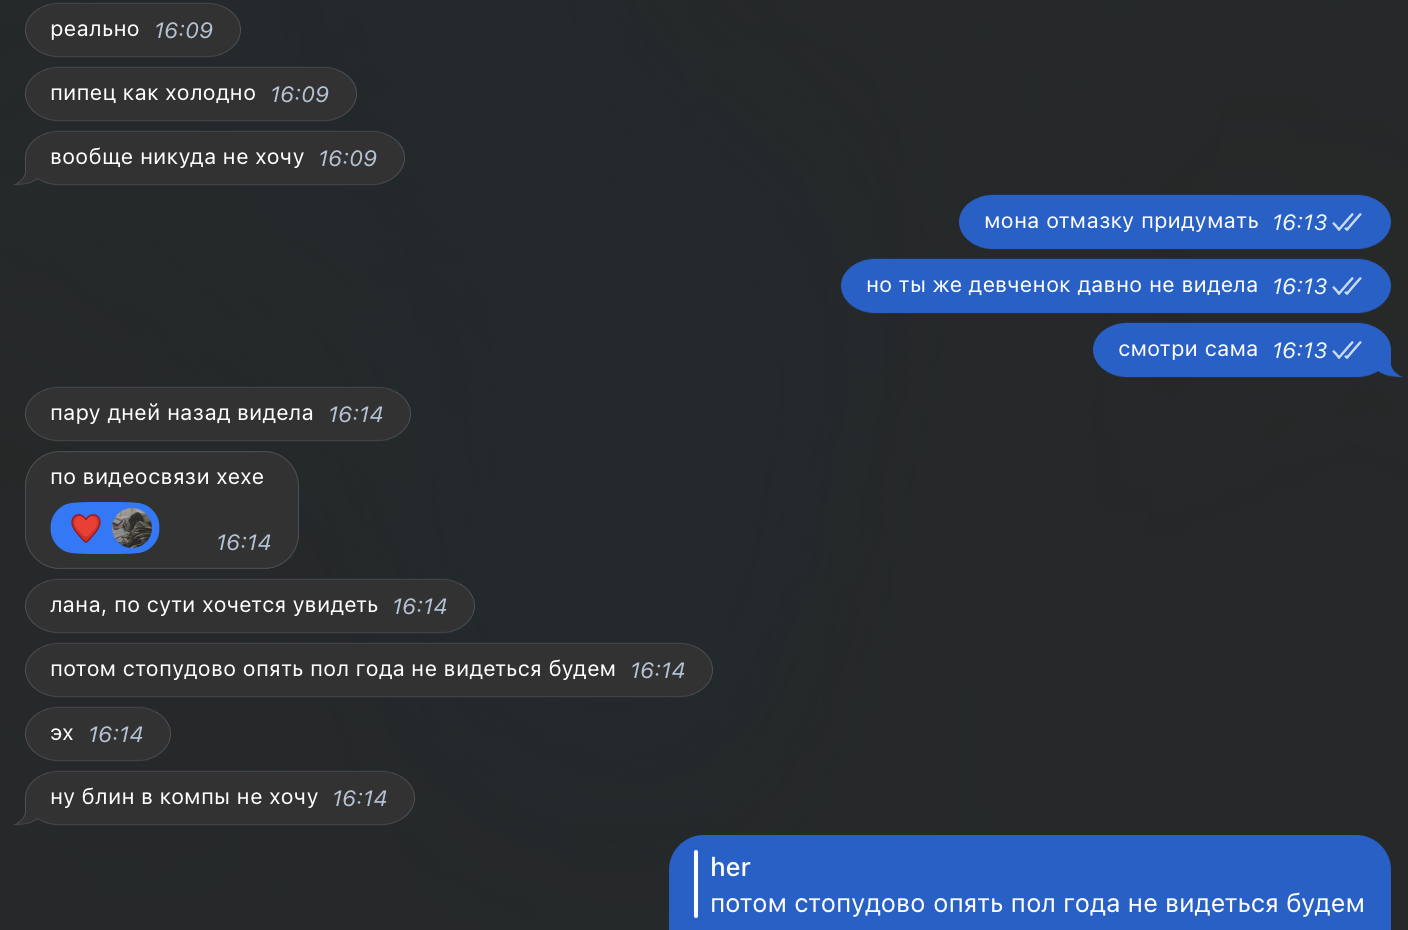 реально 16:09
пипец как холодно 16:09
вообще никуда не хочу 16:09
мона отмазку придумать 16:13
но ты же девченок давно не видела 16:13
смотри сама 16:13
пару дней назад видела 16:14
по видеосвязи хехе
16:14
лана, по сути хочется увидеть 16:14
потом стопудово опять пол года не видеться будем 16:14
эх 16:14
ну блин в компы не хочу 16:14
her
потом стопудово опять пол года не видеться будем